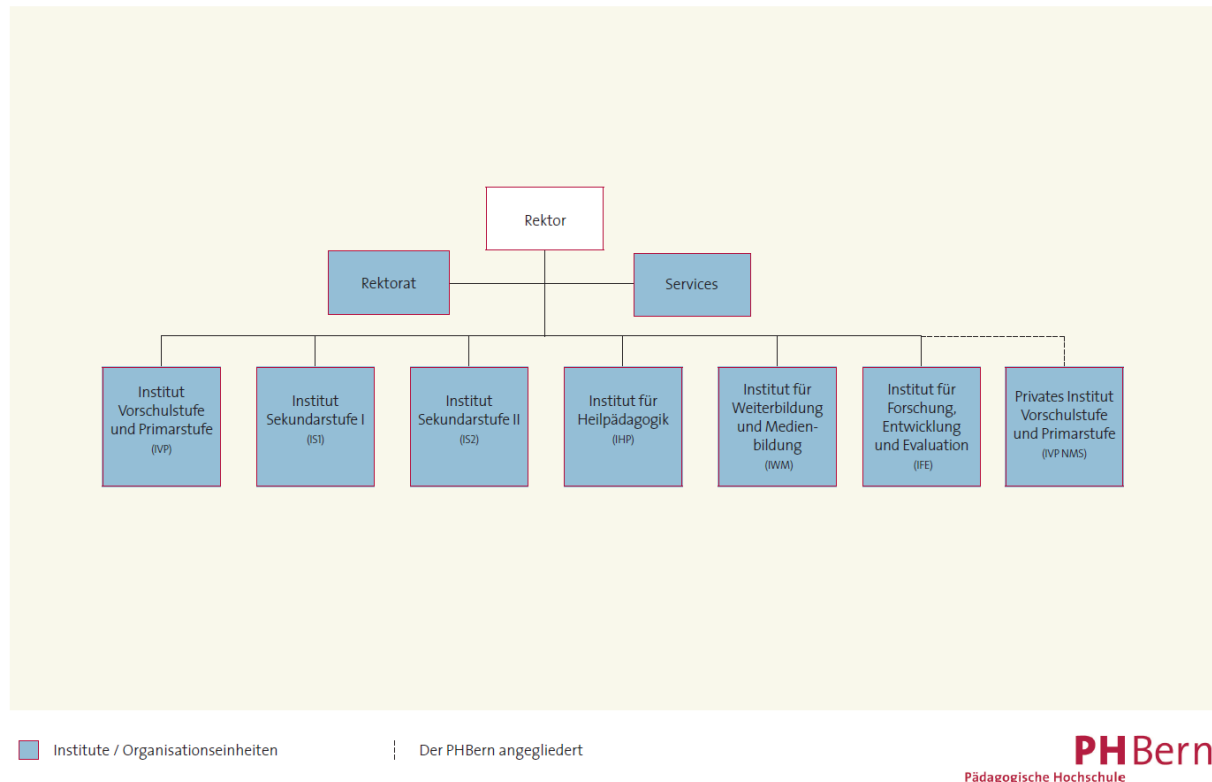 Rektor
Rektorat
Services
Institut
Vorschulstufe
und Primarstufe
(IVP)
Institut
Sekundarstufe I
(IS1)
Institut
Sekundarstufe II
(IS2)
Institut für
Heilpädagogik
(IHP)
Institut für
Weiterbildung
und Medien-
bildung
(IWM)
Institut für
Forschung,
Entwicklung
und Evaluation
(IFE)
Privates Institut
Vorschulstufe
und Primarstufe
(IVP NMS)
Institute / Organisationseinheiten
Der PHBern angegliedert
PHBern
Pädagogische Hochschule